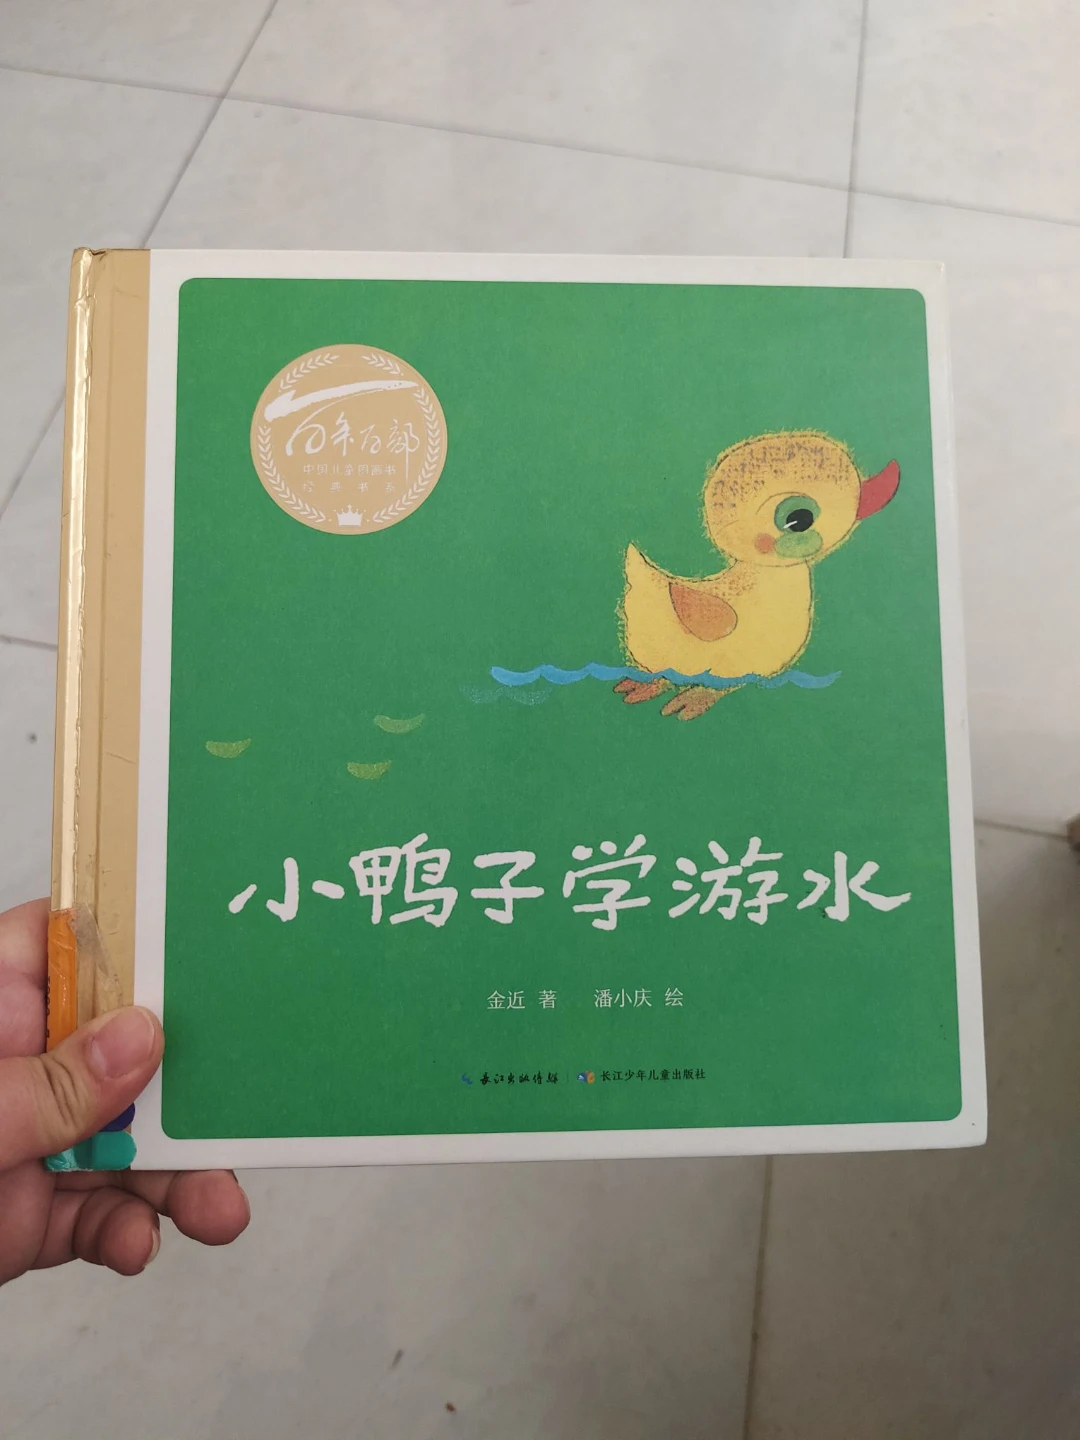 百年百部
中国儿童图画书
经典书系
小鸭子学游水
金近 著 潘小庆 绘
长江出版传媒 长江少年儿童出版社